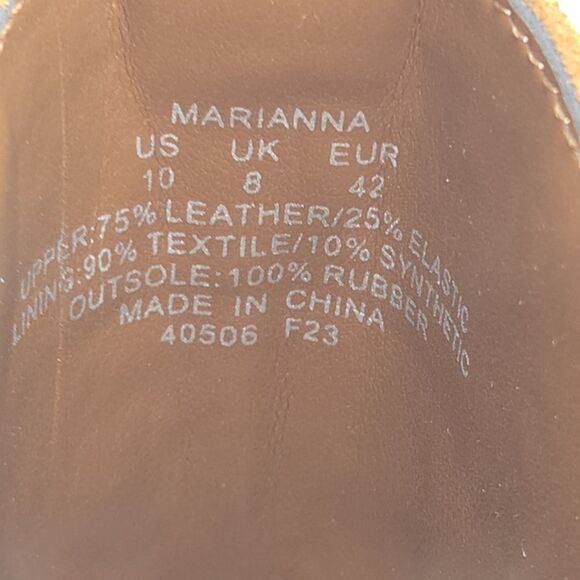 MARIANNA
US UK EUR
10 8 42
UPPER:75% LEATHER/25% ELASTIC
LINING:90% TEXTILE/10% SYNTHETIC
OUTSOLE:100% RUBBER
MADE IN CHINA
40506 F23